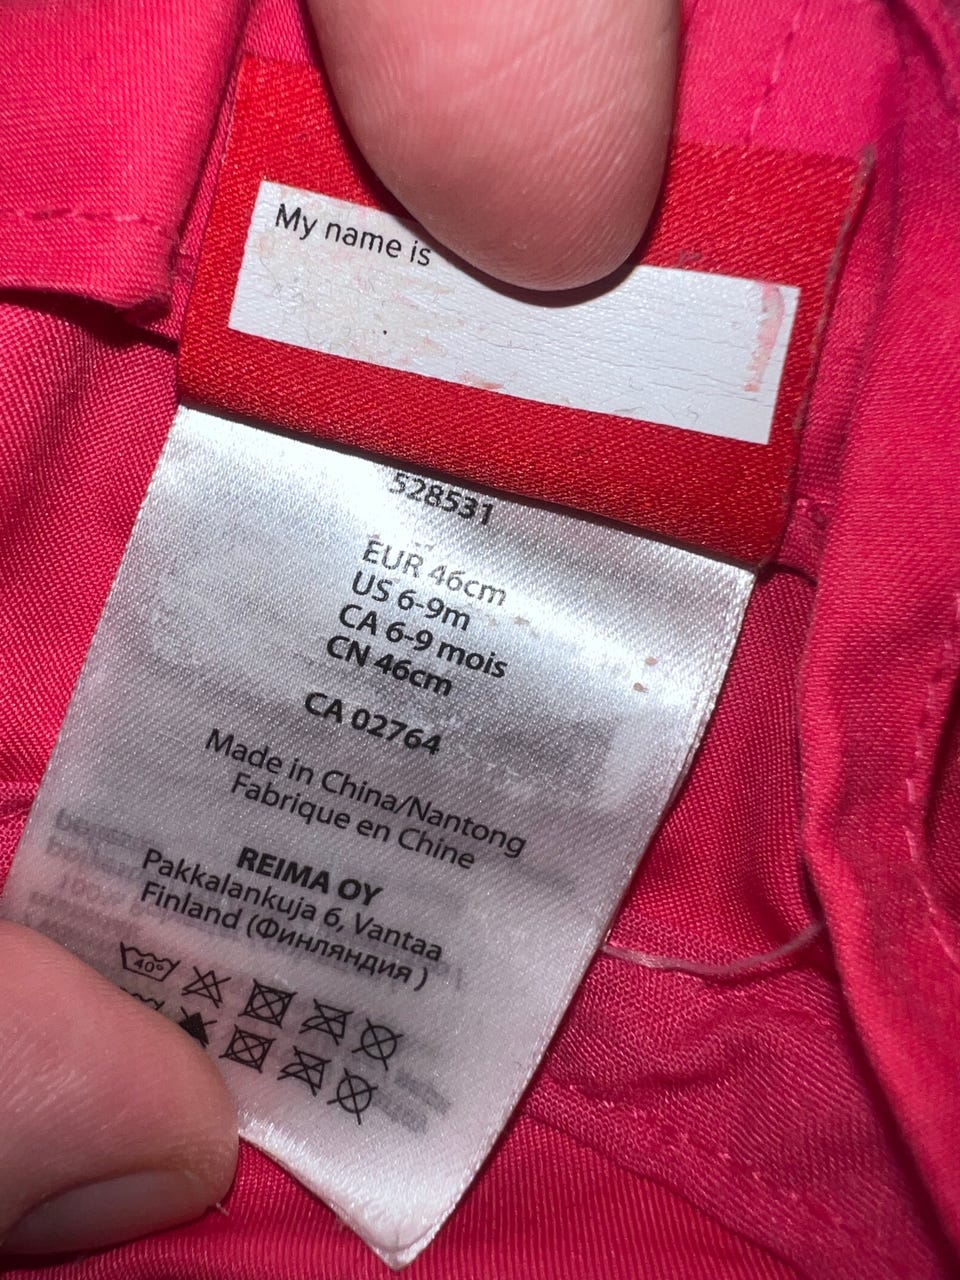 My name is
528531
EUR 46cm
US 6-9m
CA 6-9 mois
CN 46cm
CA 02764
Made in China/Nantong
Fabrique en Chine
REIMA OY
Pakkalankuja 6, Vantaa
Finland (Финляндия )
40°